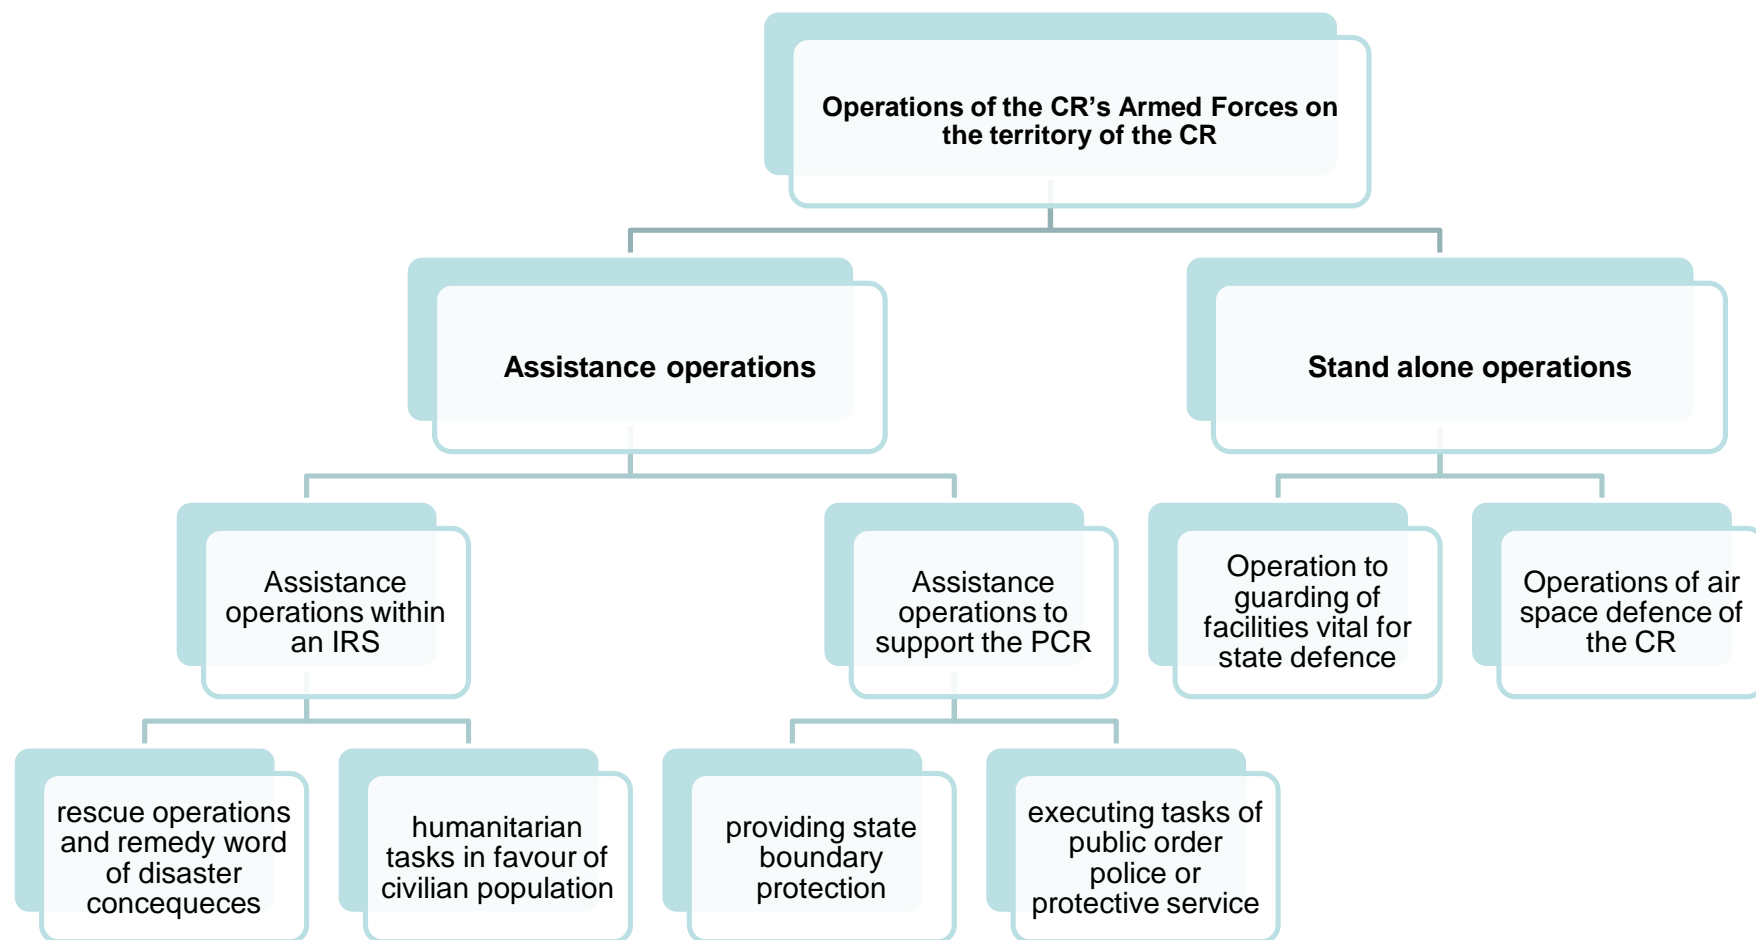 Operations of the CR’s Armed Forces on
the territory of the CR
Assistance operations
Stand alone operations
Assistance
operations within
an IRS
Assistance
operations to
support the PCR
Operation to
guarding of
facilities vital for
state defence
Operations of air
space defence of
the CR
rescue operations
and remedy word
of disaster
concequeces
humanitarian
tasks in favour of
civilian population
providing state
boundary
protection
executing tasks of
public order
police or
protective service